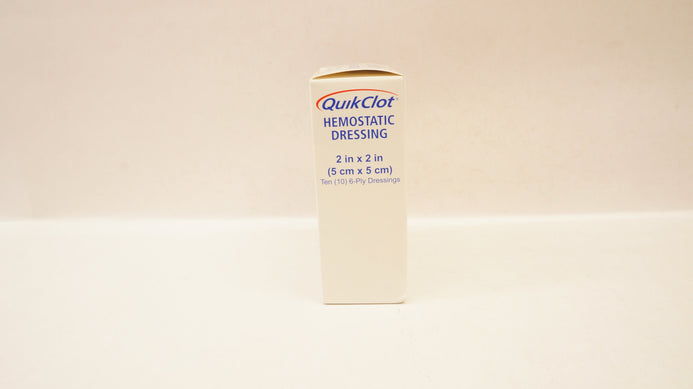 QuikClot
HEMOSTATIC
DRESSING
2 in x 2 in
(5 cm x 5 cm)
Ten (10) 6-Ply Dressings